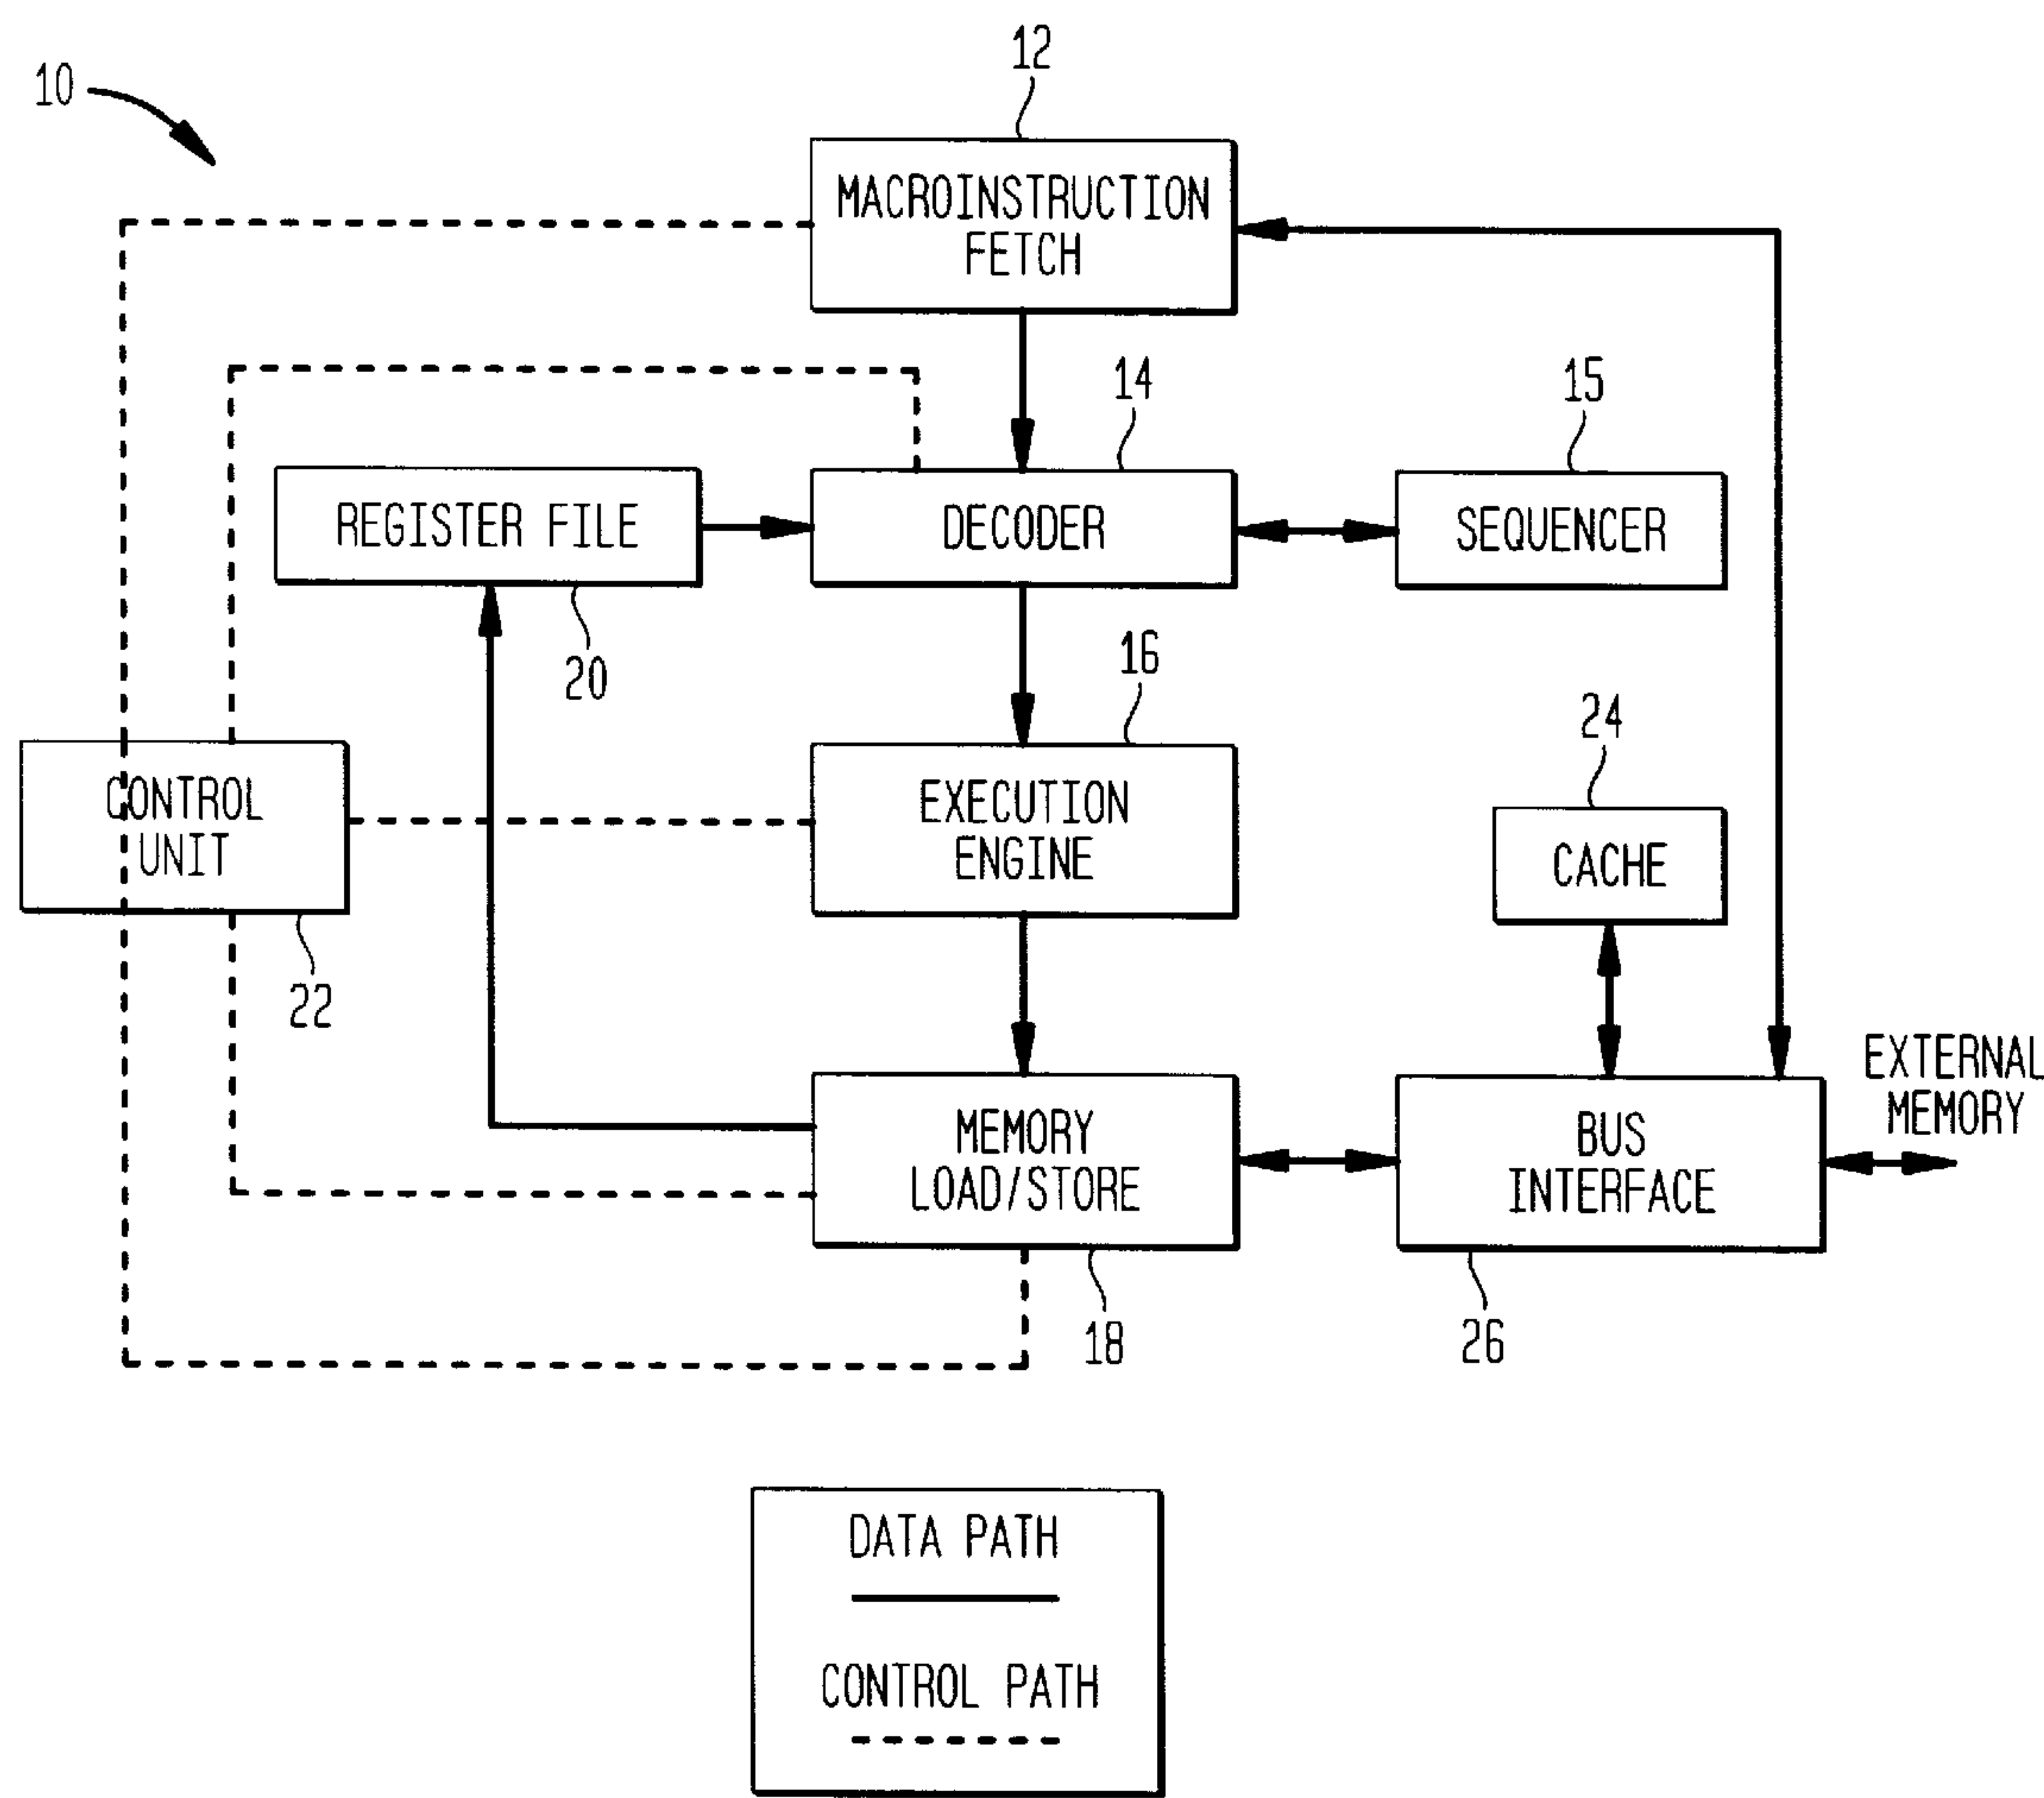 12
10
MACROINSTRUCTION
FETCH
14
15
REGISTER FILE
DECODER
SEQUENCER
20
16
24
CONTROL
UNIT
EXECUTION
ENGINE
CACHE
22
EXTERNAL
MEMORY
MEMORY
LOAD/STORE
BUS
INTERFACE
18
26
DATA PATH
CONTROL PATH